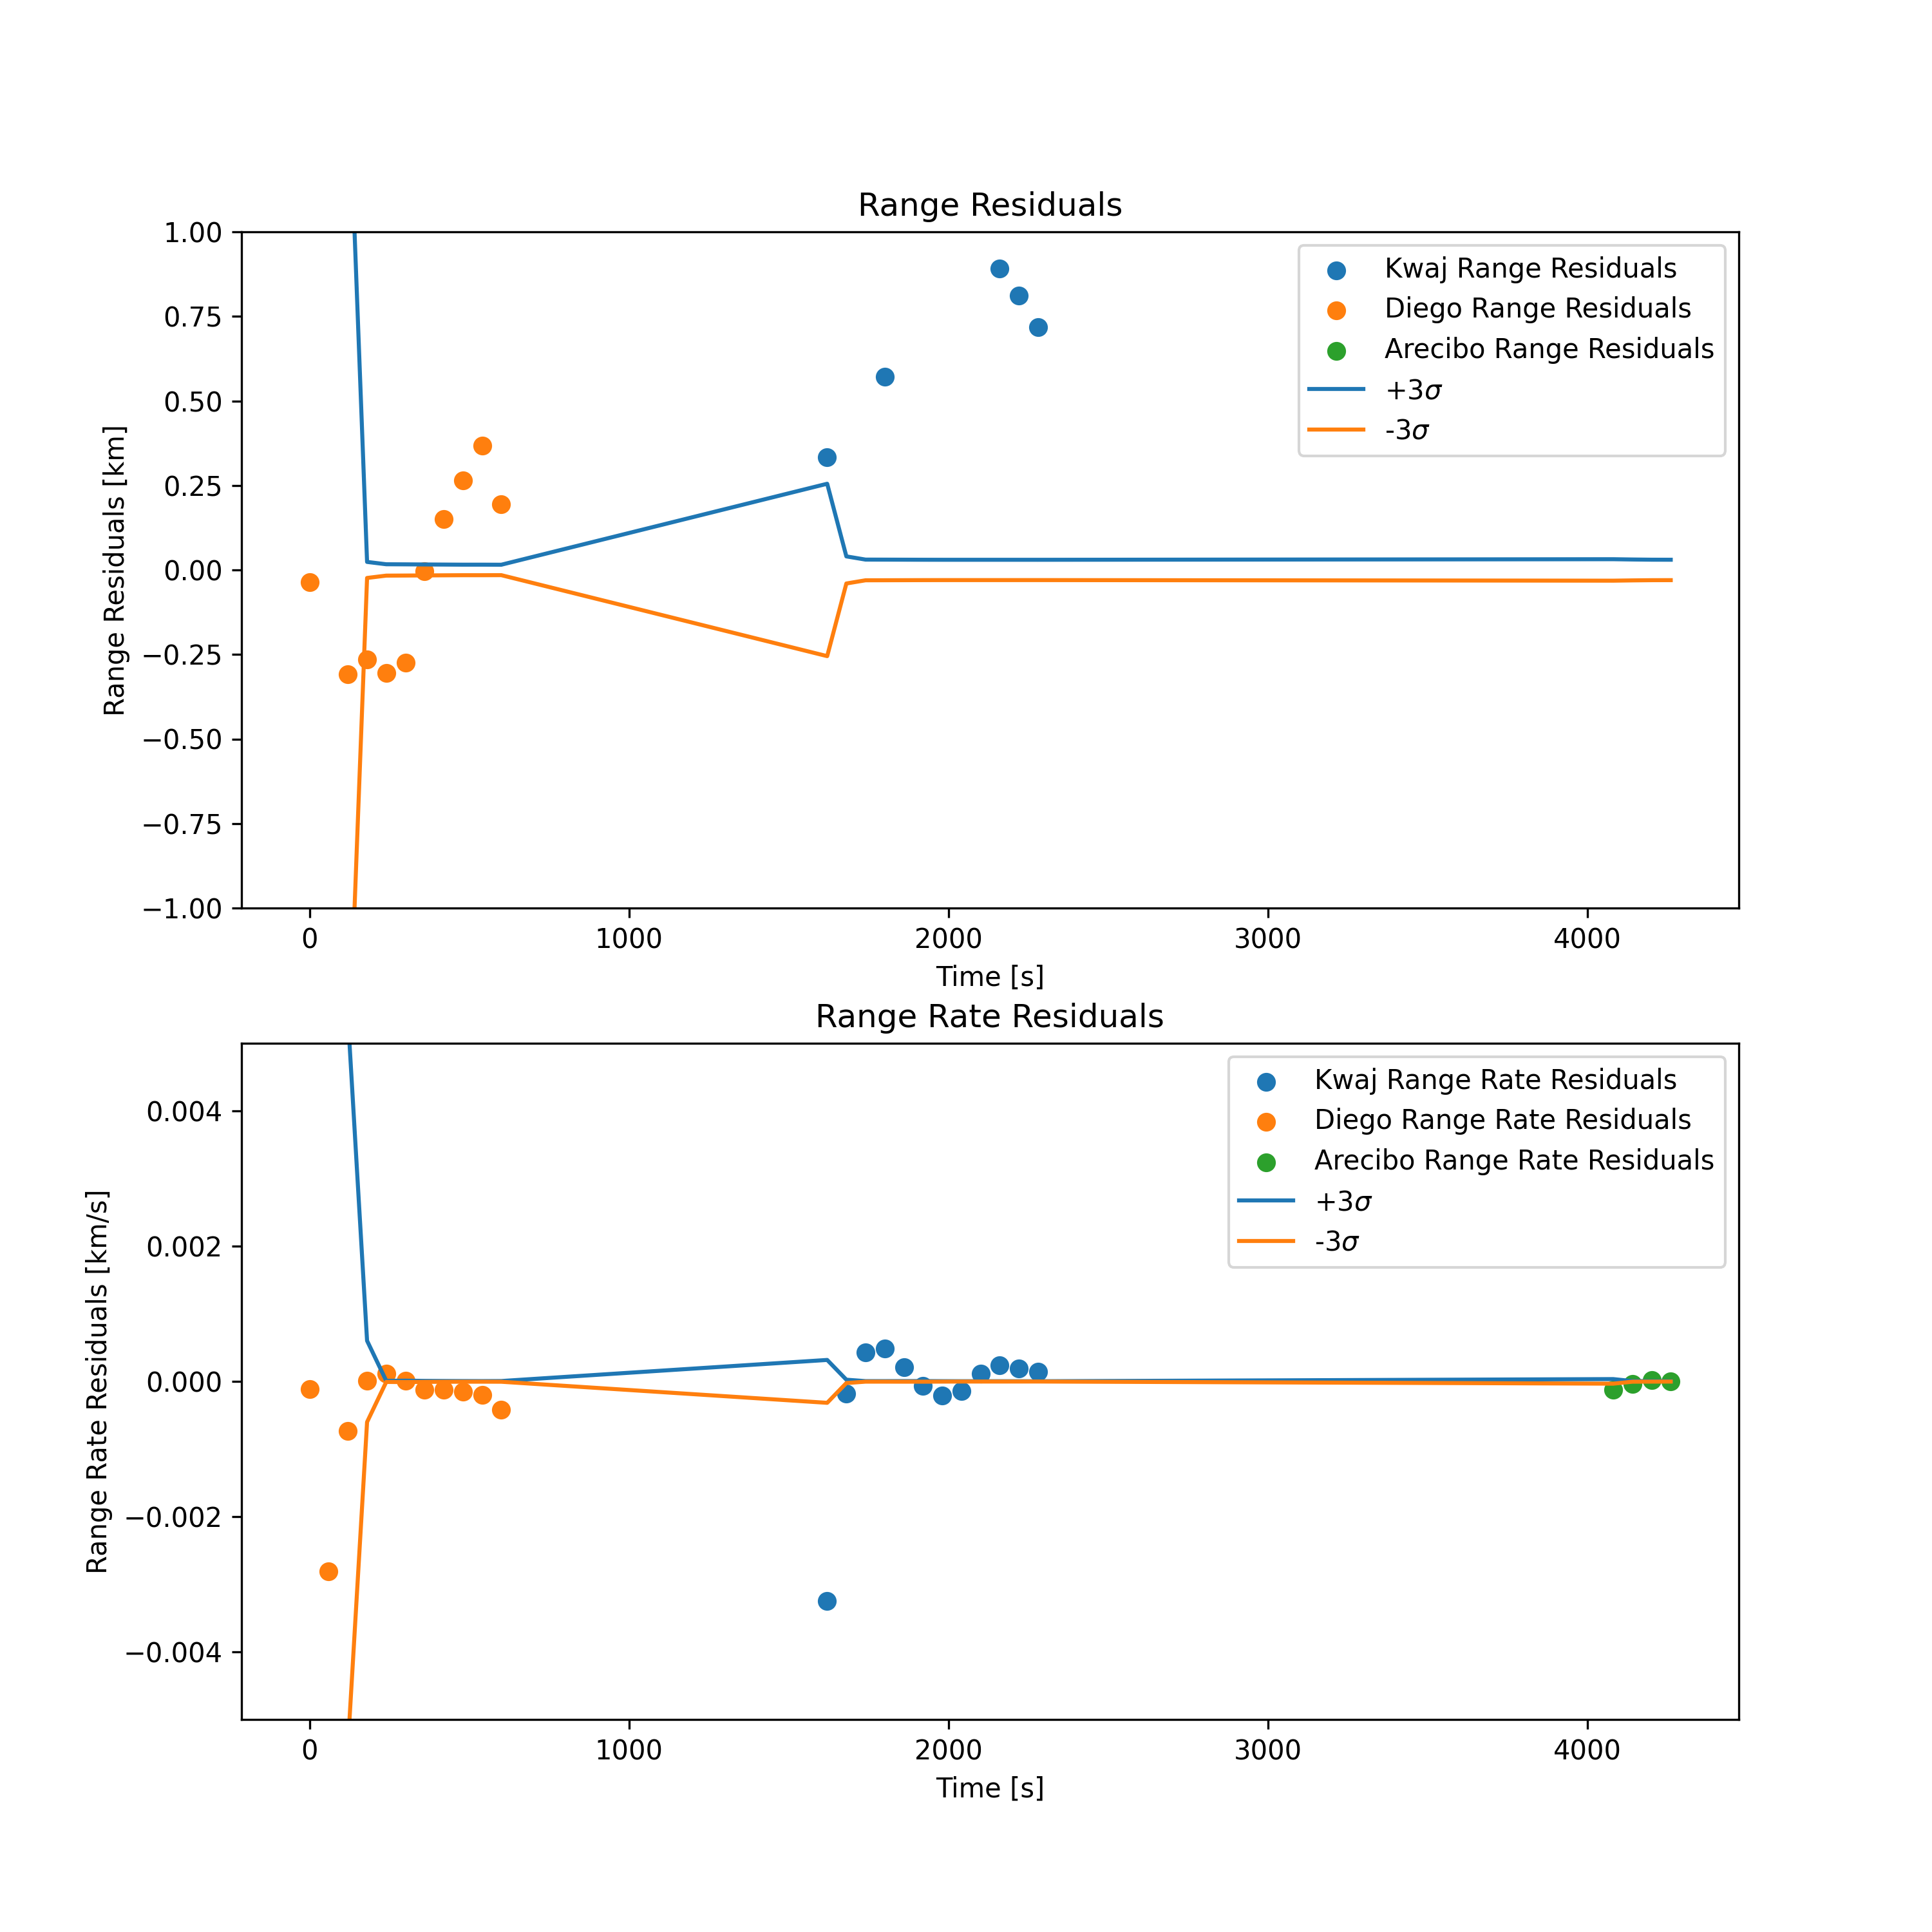 Range Residuals
1.00
0.75
0.50
0.25
0.00
−0.25
−0.50
−0.75
−1.00
Range Residuals [km]
Kwaj Range Residuals
Diego Range Residuals
Arecibo Range Residuals
+3σ
-3σ
0 1000 2000 3000 4000
Time [s]
Range Rate Residuals
0.004
0.002
0.000
−0.002
−0.004
Range Rate Residuals [km/s]
Kwaj Range Rate Residuals
Diego Range Rate Residuals
Arecibo Range Rate Residuals
+3σ
-3σ
0 1000 2000 3000 4000
Time [s]